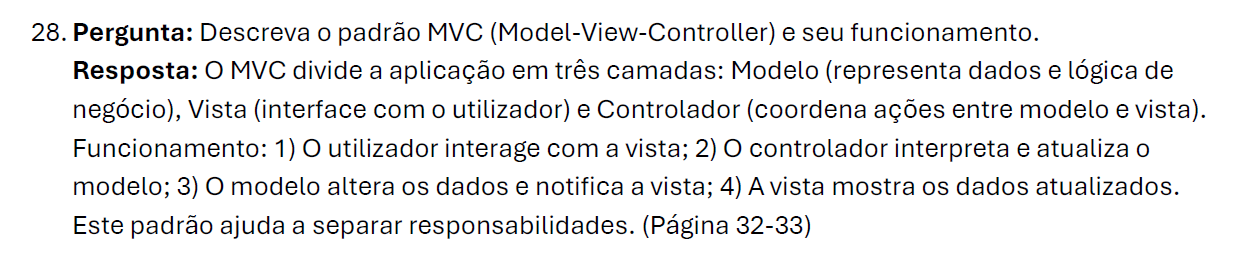 28. Pergunta: Descreva o padrão MVC (Model-View-Controller) e seu funcionamento.
Resposta: O MVC divide a aplicação em três camadas: Modelo (representa dados e lógica de
negócio), Vista (interface com o utilizador) e Controlador (coordena ações entre modelo e vista).
Funcionamento: 1) O utilizador interage com a vista; 2) O controlador interpreta e atualiza o
modelo; 3) O modelo altera os dados e notifica a vista; 4) A vista mostra os dados atualizados.
Este padrão ajuda a separar responsabilidades. (Página 32-33)